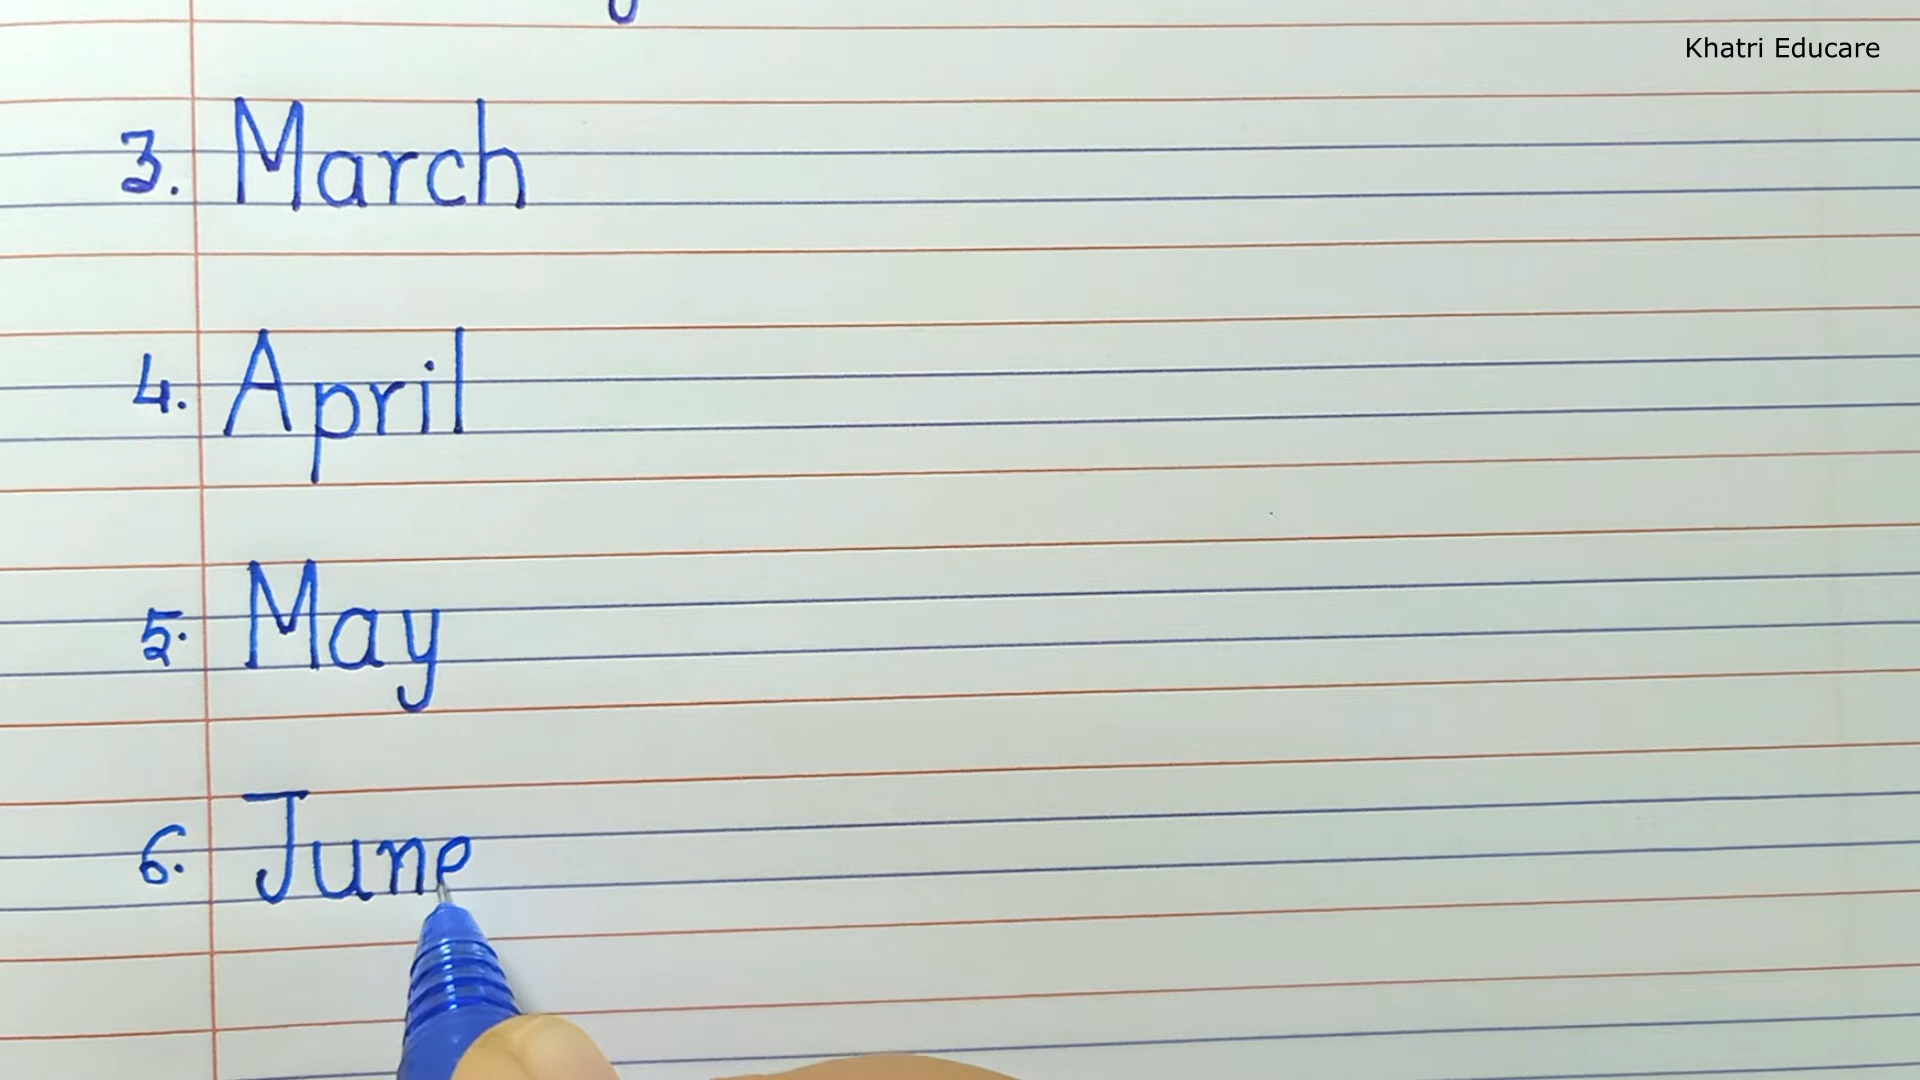 Khatri Educare
3. March
4. April
5. May
6. June